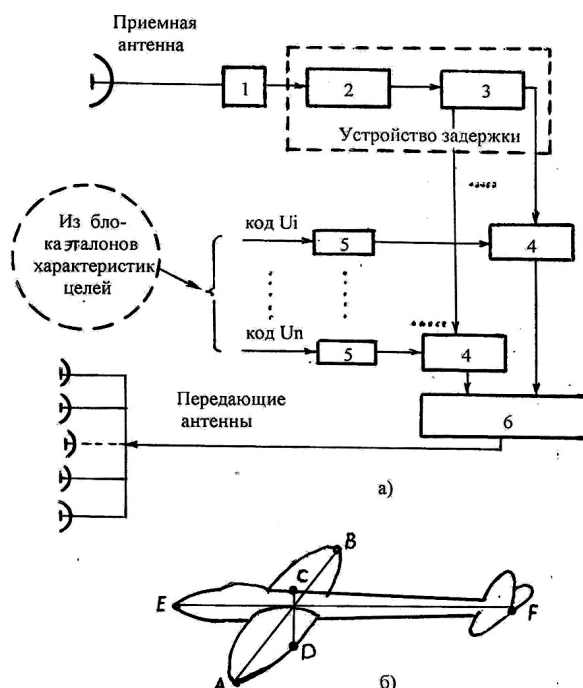 Приемная
антенна
1
2
3
Устройство задержки
Из бло-
ка эталонов
характеристик
целей
код Ui
5
4
код Un
5
4
Передающие
антенны
6
а)
B
C
E
F
D
A
б)